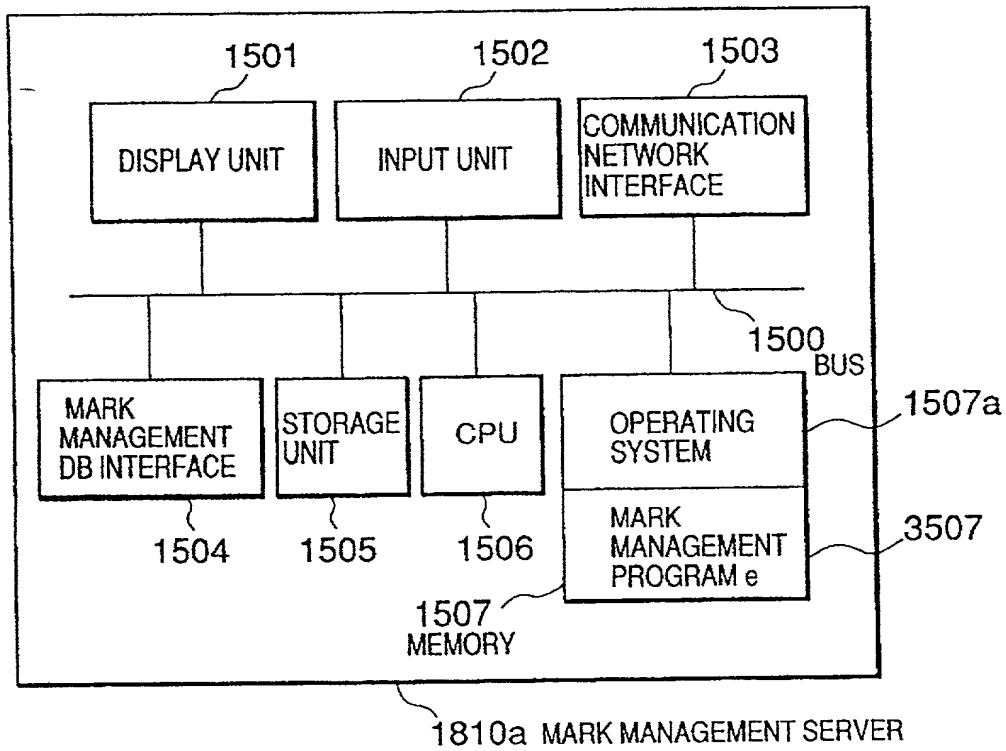 1501
1502
1503
DISPLAY UNIT
INPUT UNIT
COMMUNICATION
NETWORK
INTERFACE
1500
BUS
MARK
MANAGEMENT
DB INTERFACE
STORAGE
UNIT
CPU
OPERATING
SYSTEM
1507a
MARK
MANAGEMENT
PROGRAM e
3507
1504
1505
1506
1507
MEMORY
1810a MARK MANAGEMENT SERVER